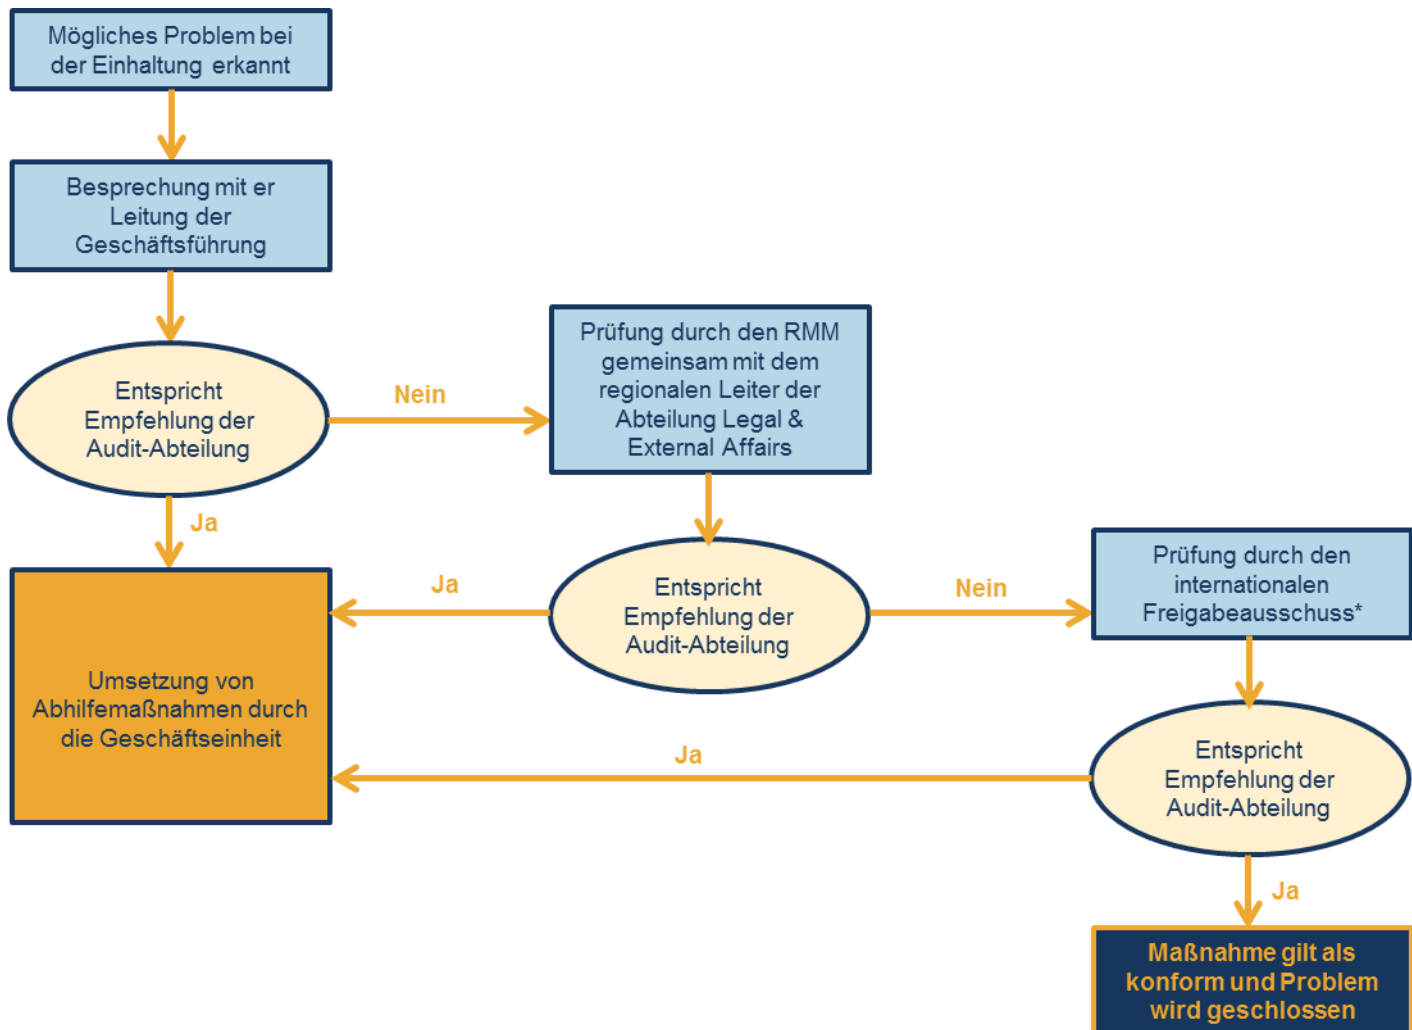 Mögliches Problem bei
der Einhaltung erkannt
Besprechung mit er
Leitung der
Geschäftsführung
Entspricht
Empfehlung der
Audit-Abteilung
Nein
Prüfung durch den RMM
gemeinsam mit dem
regionalen Leiter der
Abteilung Legal &
External Affairs
Ja
Entspricht
Empfehlung der
Audit-Abteilung
Ja
Nein
Prüfung durch den
internationalen
Freigabeausschuss*
Umsetzung von
Abhilfemaßnahmen durch
die Geschäftseinheit
Ja
Entspricht
Empfehlung der
Audit-Abteilung
Ja
Maßnahme gilt als
konform und Problem
wird geschlossen